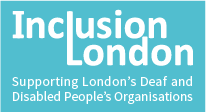 Inclusion
London
Supporting London's Deaf and
Disabled People's Organisations